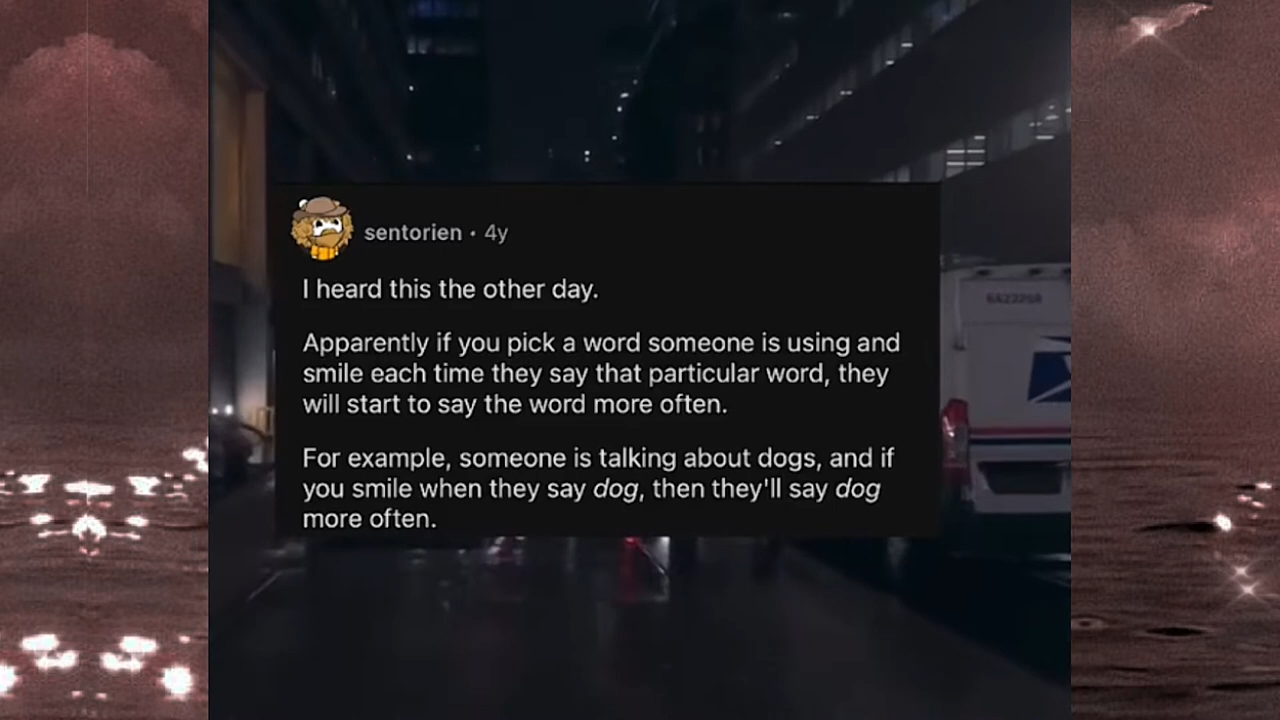 sentorien • 4y
I heard this the other day.
Apparently if you pick a word someone is using and
smile each time they say that particular word, they
will start to say the word more often.
For example, someone is talking about dogs, and if
you smile when they say dog, then they'll say dog
more often.